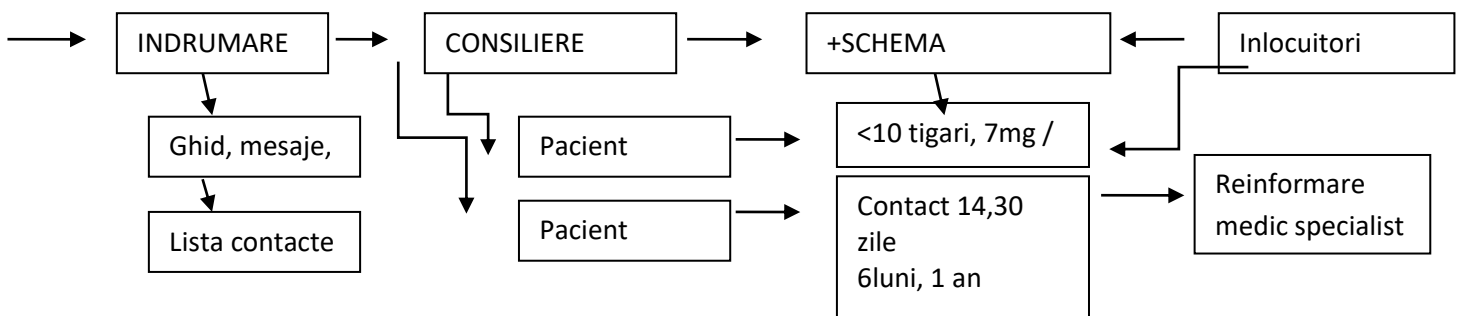 INDRUMARE
CONSILIERE
+SCHEMA
Inlocuitori
Ghid, mesaje,
Pacient
<10 tigari, 7mg /
Lista contacte
Pacient
Contact 14,30
zile
6luni, 1 an
Reinformare
medic specialist